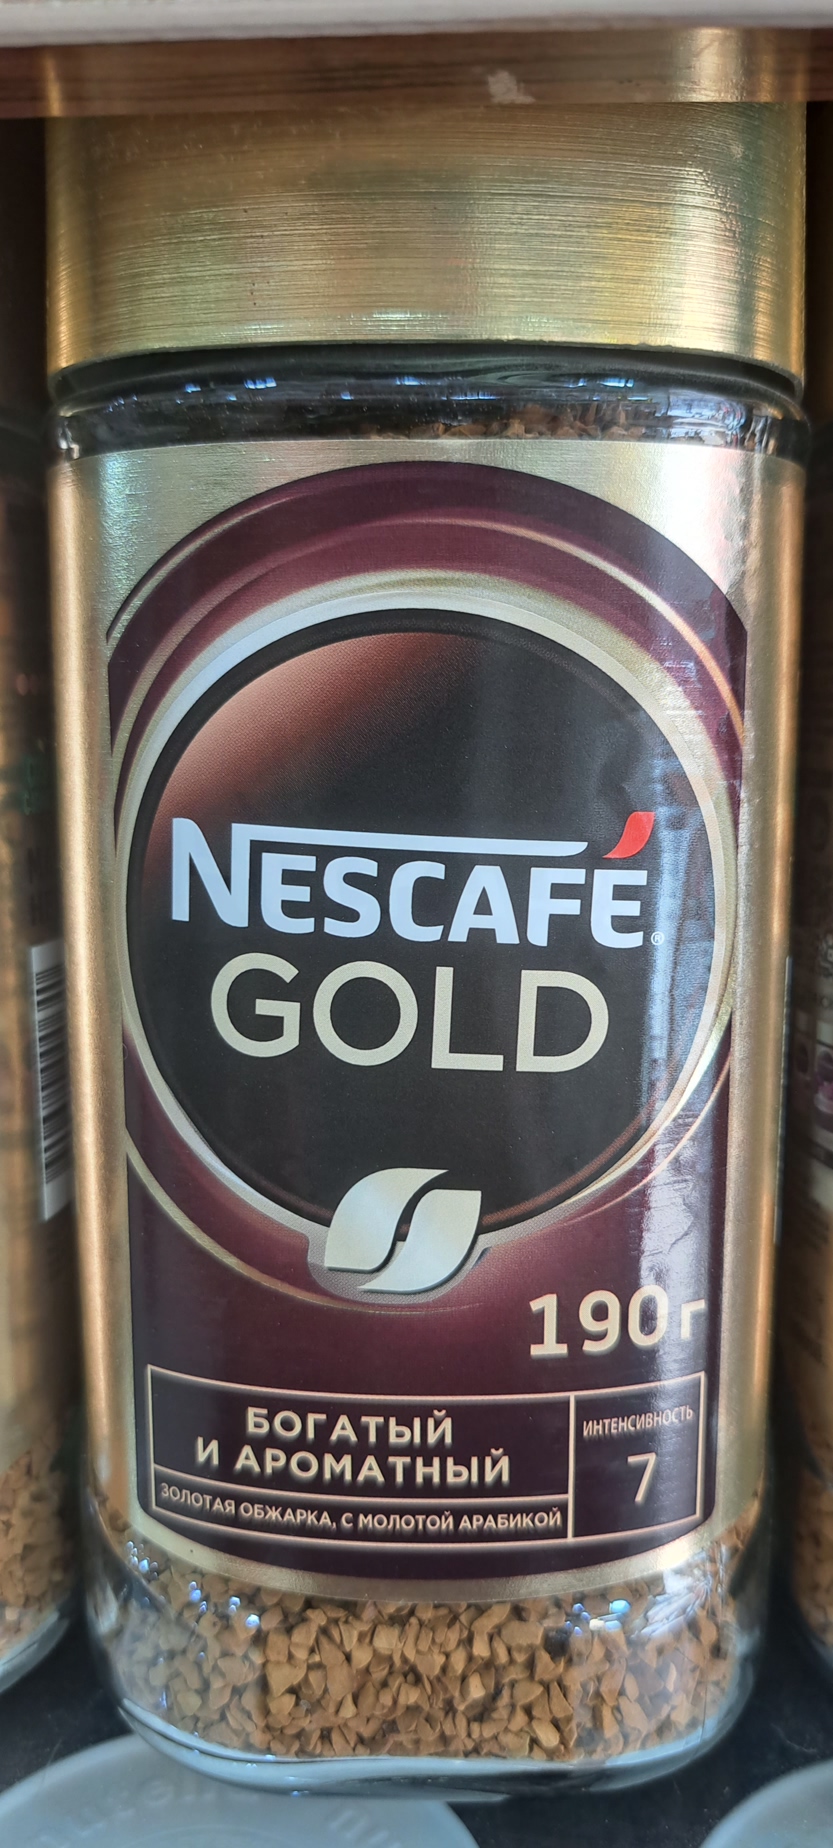 NESCAFÉ®
GOLD
190г
БОГАТЫЙ
И АРОМАТНЫЙ
ЗОЛОТАЯ ОБЖАРКА, С МОЛОТОЙ АРАБИКОЙ
ИНТЕНСИВНОСТЬ
7